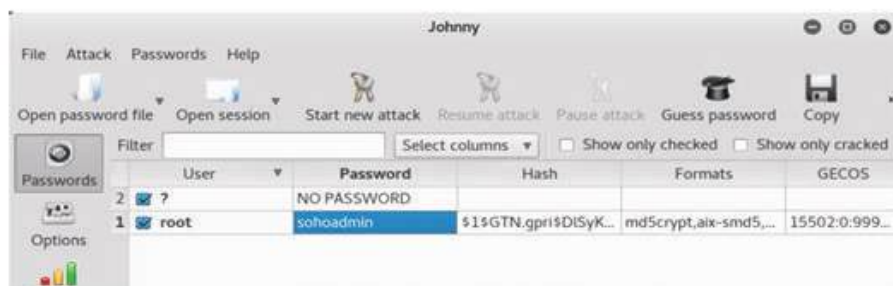 Johnny
File Attack Passwords Help
Open password file Open session Start new attack Resume attack Pause attack Guess password Copy
Filter Select columns Show only checked Show only cracked
Passwords
User Password Hash Formats GECOS
2 ? NO PASSWORD
1 root sohoadmin $1$GTN.gpri$DlSyK... md5crypt,aix-smd5,... 15502:0:999...
Options